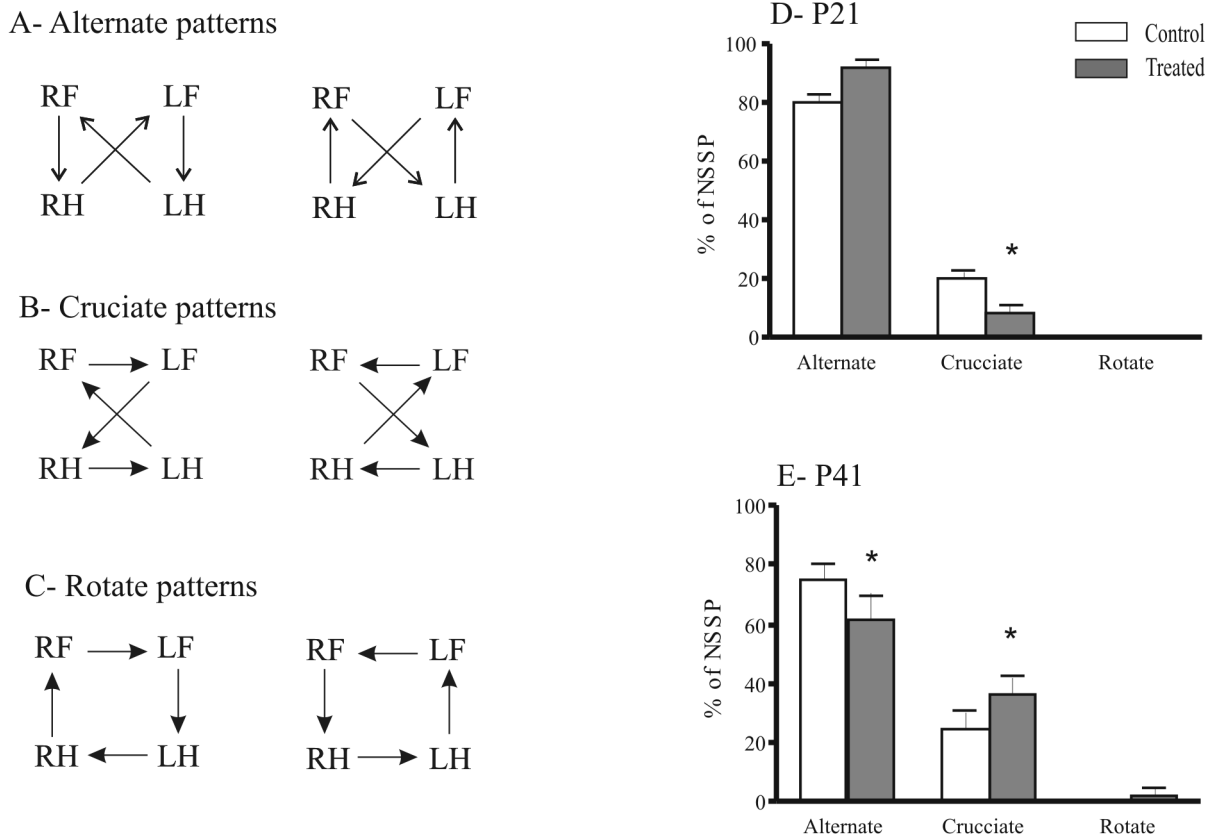 A- Alternate patterns
RF LF RF LF
RH LH RH LH
B- Cruciate patterns
RF LF RF LF
RH LH RH LH
C- Rotate patterns
RF LF RF LF
RH LH RH LH
D- P21
Control
Treated
% of NSSP
100
80
60
40
20
0
*
Alternate Crucciate Rotate
E- P41
% of NSSP
100
80
60
40
20
0
* *
Alternate Crucciate Rotate